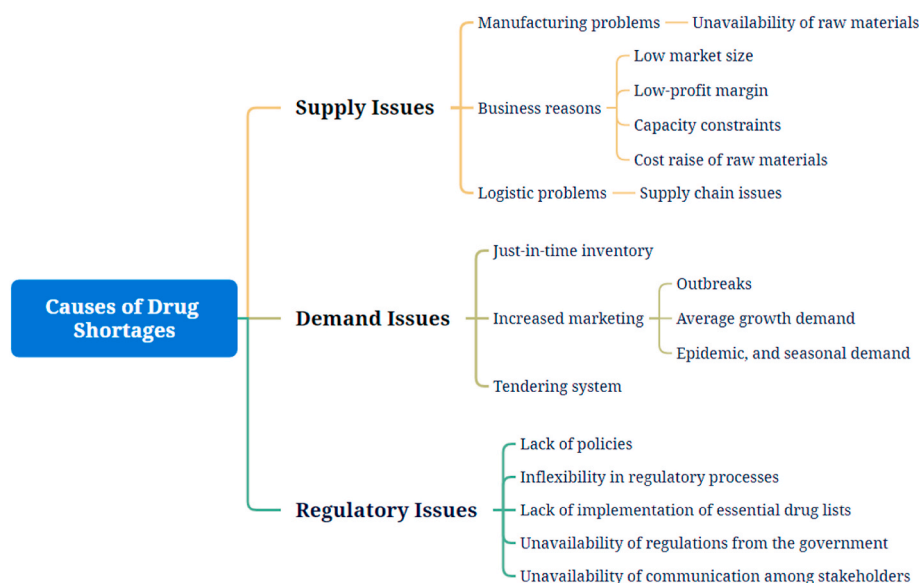 Causes of Drug
Shortages
Supply Issues
Manufacturing problems
Unavailability of raw materials
Business reasons
Low market size
Low-profit margin
Capacity constraints
Cost raise of raw materials
Logistic problems
Supply chain issues
Demand Issues
Just-in-time inventory
Increased marketing
Outbreaks
Average growth demand
Epidemic, and seasonal demand
Tendering system
Regulatory Issues
Lack of policies
Inflexibility in regulatory processes
Lack of implementation of essential drug lists
Unavailability of regulations from the government
Unavailability of communication among stakeholders